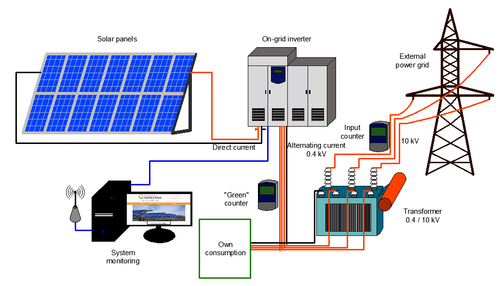 Solar panels
On-grid inverter
External
power grid
Direct current
Alternating current
0.4 kV
Input
counter
10 kV
"Green"
counter
Transformer
0.4 / 10 kV
Own
consumption
System
monitoring